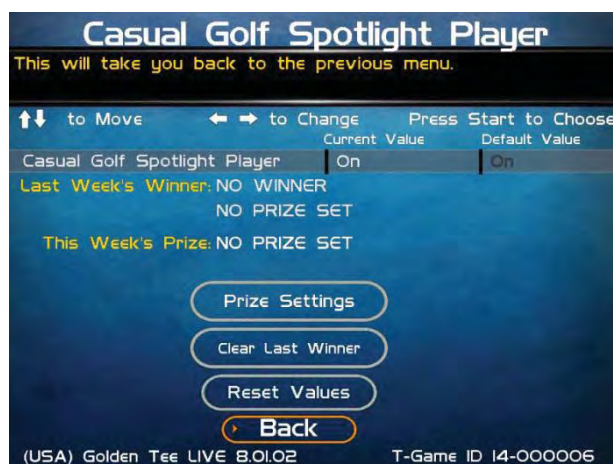 Casual Golf Spotlight Player
This will take you back to the previous menu.
to Move to Change Press Start to Choose
Current Value Default Value
Casual Golf Spotlight Player On On
Last Week's Winner: NO WINNER
NO PRIZE SET
This Week's Prize: NO PRIZE SET
Prize Settings
Clear Last Winner
Reset Values
Back
(USA) Golden Tee LIVE 8.01.02 T-Game ID 14-000006